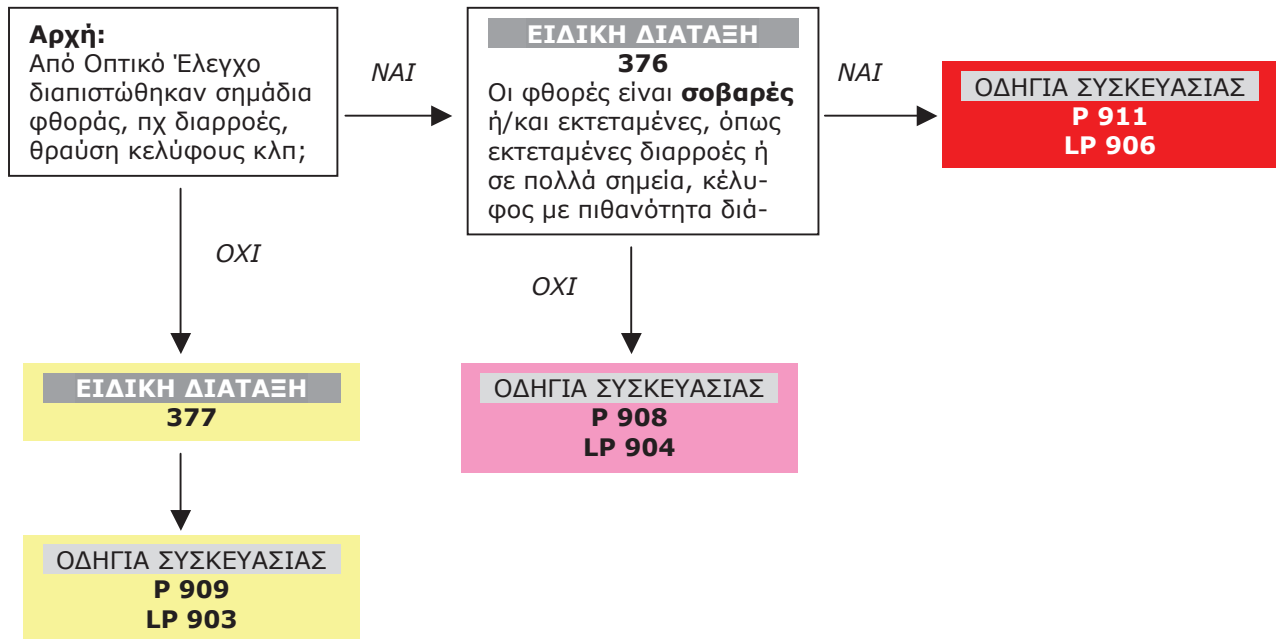 Αρχή:
Από Οπτικό Έλεγχο
διαπιστώθηκαν σημάδια
φθοράς, πχ διαρροές,
θραύση κελύφους κλπ;
ΝΑΙ
ΕΙΔΙΚΗ ΔΙΑΤΑΞΗ
376
Οι φθορές είναι σοβαρές
ή/και εκτεταμένες, όπως
εκτεταμένες διαρροές ή
σε πολλά σημεία, κέλυ-
φος με πιθανότητα διά-
ΝΑΙ
ΟΔΗΓΙΑ ΣΥΣΚΕΥΑΣΙΑΣ
P 911
LP 906
ΟΧΙ
ΟΧΙ
ΕΙΔΙΚΗ ΔΙΑΤΑΞΗ
377
ΟΔΗΓΙΑ ΣΥΣΚΕΥΑΣΙΑΣ
P 908
LP 904
ΟΔΗΓΙΑ ΣΥΣΚΕΥΑΣΙΑΣ
P 909
LP 903